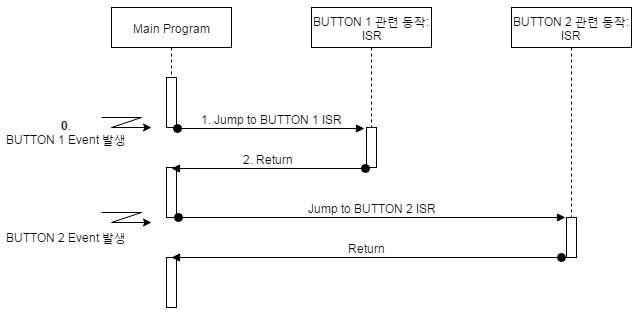 Main Program
BUTTON 1 관련 동작:
ISR
BUTTON 2 관련 동작:
ISR
0.
BUTTON 1 Event 발생
1. Jump to BUTTON 1 ISR
2. Return
BUTTON 2 Event 발생
Jump to BUTTON 2 ISR
Return